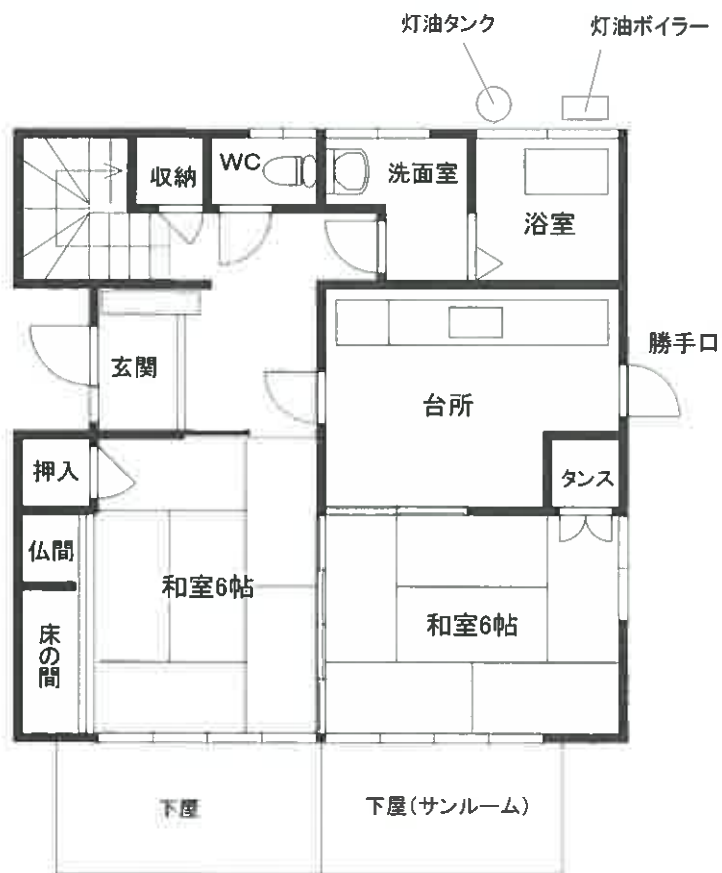 灯油タンク
灯油ボイラー
収納
WC
洗面室
浴室
玄関
台所
勝手口
押入
タンス
仏間
和室6帖
和室6帖
床の間
下屋
下屋(サンルーム)